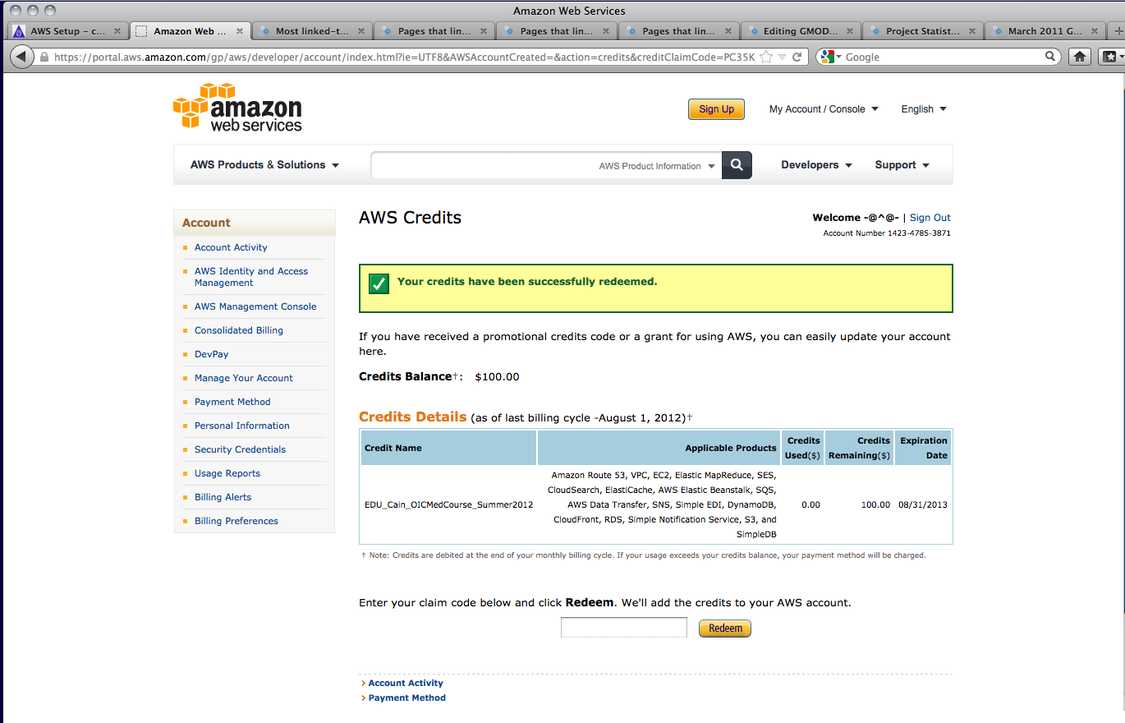 Amazon Web Services
AWS Setup - c... Amazon Web ... Most linked-t... Pages that lin... Pages that lin... Pages that lin... Editing GMOD... Project Statist... March 2011 G...
https://portal.aws.amazon.com/gp/aws/developer/account/index.html?ie=UTF8&AWSAccountCreated=&action=credits&creditClaimCode=PC35K Google
amazon
web services
Sign Up My Account / Console English
AWS Products & Solutions AWS Product Information Developers Support
Account
Account Activity
AWS Identity and Access
Management
AWS Management Console
Consolidated Billing
DevPay
Manage Your Account
Payment Method
Personal Information
Security Credentials
Usage Reports
Billing Alerts
Billing Preferences
AWS Credits
Welcome -@^@- | Sign Out
Account Number 1423-4785-3871
Your credits have been successfully redeemed.
If you have received a promotional credits code or a grant for using AWS, you can easily update your account
here.
Credits Balance†: $100.00
Credits Details (as of last billing cycle -August 1, 2012)†
Credit Name Applicable Products Credits Used($) Credits Remaining($) Expiration Date
Amazon Route 53, VPC, EC2, Elastic MapReduce, SES,
CloudSearch, ElastiCache, AWS Elastic Beanstalk, SQS,
EDU_Cain_OICMedCourse_Summer2012 AWS Data Transfer, SNS, Simple EDI, DynamoDB, 0.00 100.00 08/31/2013
CloudFront, RDS, Simple Notification Service, S3, and
SimpleDB
† Note: Credits are debited at the end of your monthly billing cycle. If your usage exceeds your credits balance, your payment method will be charged.
Enter your claim code below and click Redeem. We'll add the credits to your AWS account.
Redeem
Account Activity
Payment Method